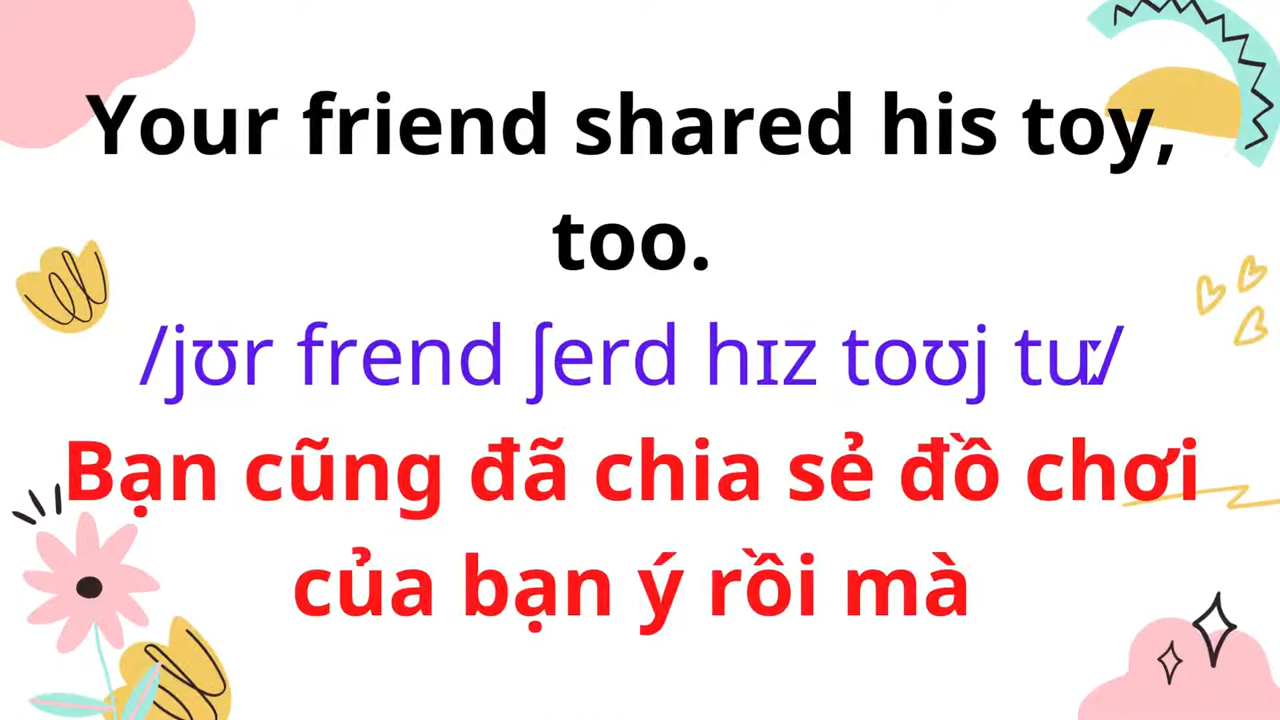 Your friend shared his toy,
too.
/jʊr frend ʃerd hɪz toʊj tuː/
Bạn cũng đã chia sẻ đồ chơi
của bạn ý rồi mà